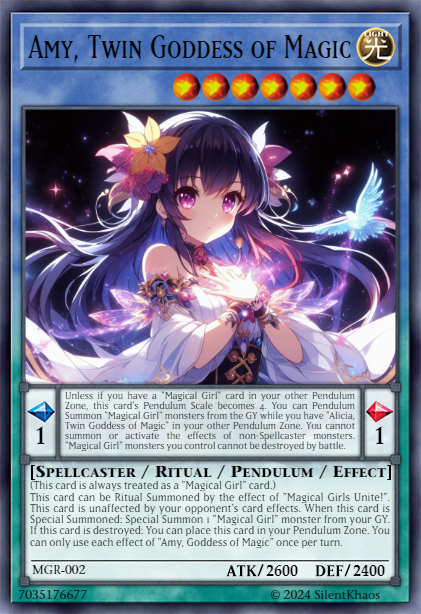 AMY, TWIN GODDESS OF MAGIC
LIGHT
光
Unless if you have a "Magical Girl" card in your other Pendulum
Zone, this card's Pendulum Scale becomes 4. You can Pendulum
Summon "Magical Girl" monsters from the GY while you have "Alicia,
Twin Goddess of Magic" in your other Pendulum Zone. You cannot
summon or activate the effects of non-Spellcaster monsters.
"Magical Girl" monsters you control cannot be destroyed by battle.
1
1
[SPELLCASTER / RITUAL / PENDULUM / EFFECT]
(This card is always treated as a "Magical Girl" card.)
This card can be Ritual Summoned by the effect of "Magical Girls Unite!".
This card is unaffected by your opponent's card effects. When this card is
Special Summoned: Special Summon 1 "Magical Girl" monster from your GY.
If this card is destroyed: You can place this card in your Pendulum Zone. You
can only use each effect of "Amy, Goddess of Magic" once per turn.
MGR-002
ATK/2600 DEF/2400
7035176677
© 2024 SilentKhaos